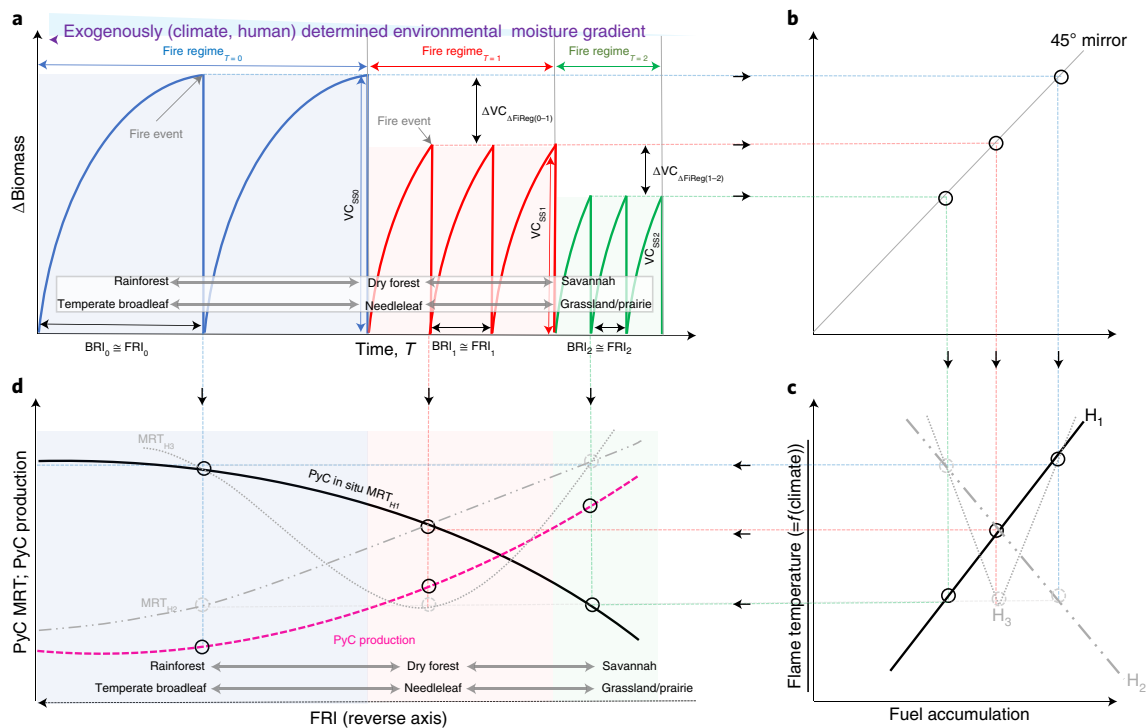 a
Exogenously (climate, human) determined environmental moisture gradient
Fire regime T = 0
Fire regime T = 1
Fire regime T = 2
Fire event
Fire event
ΔVC ΔFiReg(0–1)
ΔVC ΔFiReg(1–2)
ΔBiomass
VC SS0
VC SS1
VC SS2
Rainforest
Dry forest
Savannah
Temperate broadleaf
Needleleaf
Grassland/prairie
BRI0 ≅ FRI0
Time, T
BRI1 ≅ FRI1
BRI2 ≅ FRI2
b
45° mirror
d
MRT H3
PyC in situ MRT H1
MRT H2
PyC production
PyC MRT; PyC production
Rainforest
Dry forest
Savannah
Temperate broadleaf
Needleleaf
Grassland/prairie
FRI (reverse axis)
c
H1
H3
H2
Flame temperature (=f(climate))
Fuel accumulation